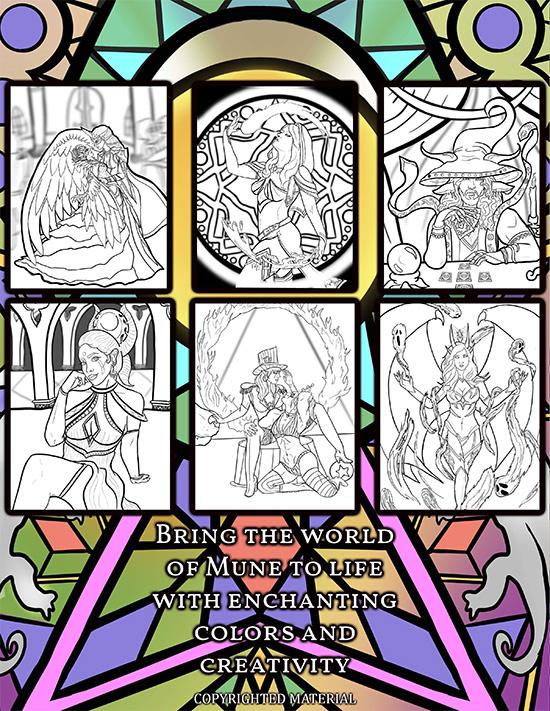 Bring the world
of Mune to life
with enchanting
colors and
creativity
COPYRIGHTED MATERIAL